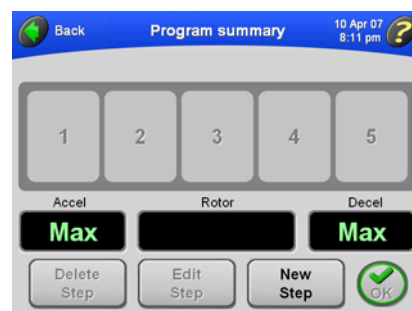 Back
Program summary
10 Apr 07
8:11 pm
?
1 2 3 4 5
Accel Rotor Decel
Max Max
Delete Step
Edit Step
New Step
OK